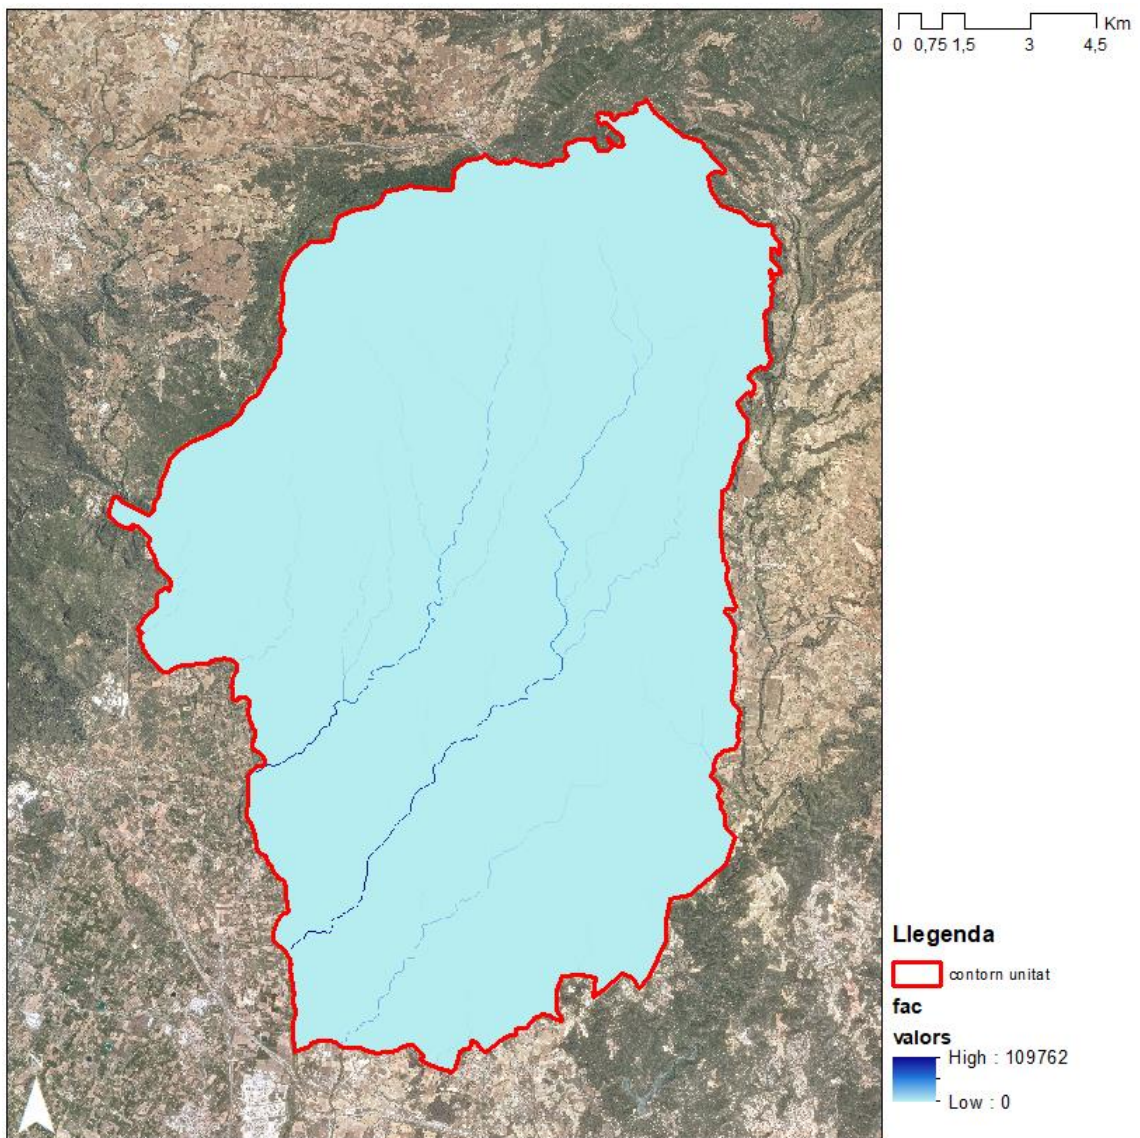 Km
0 0,75 1,5 3 4,5
Llegenda
contorn unitat
fac
valors
High : 109762
Low : 0